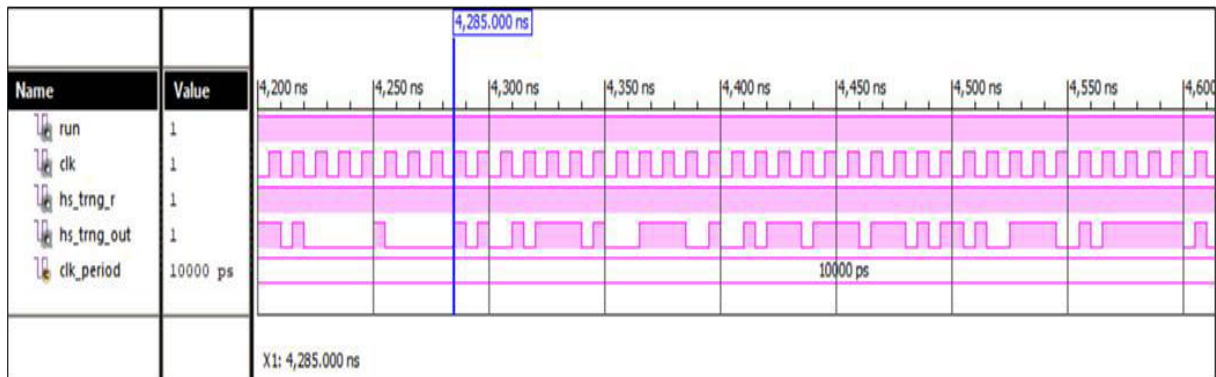 4,285.000 ns
Name Value 4,200 ns 4,250 ns 4,300 ns 4,350 ns 4,400 ns 4,450 ns 4,500 ns 4,550 ns 4,600
run 1
clk 1
hs_trng_r 1
hs_trng_out 1
clk_period 10000 ps 10000 ps
X1: 4,285.000 ns